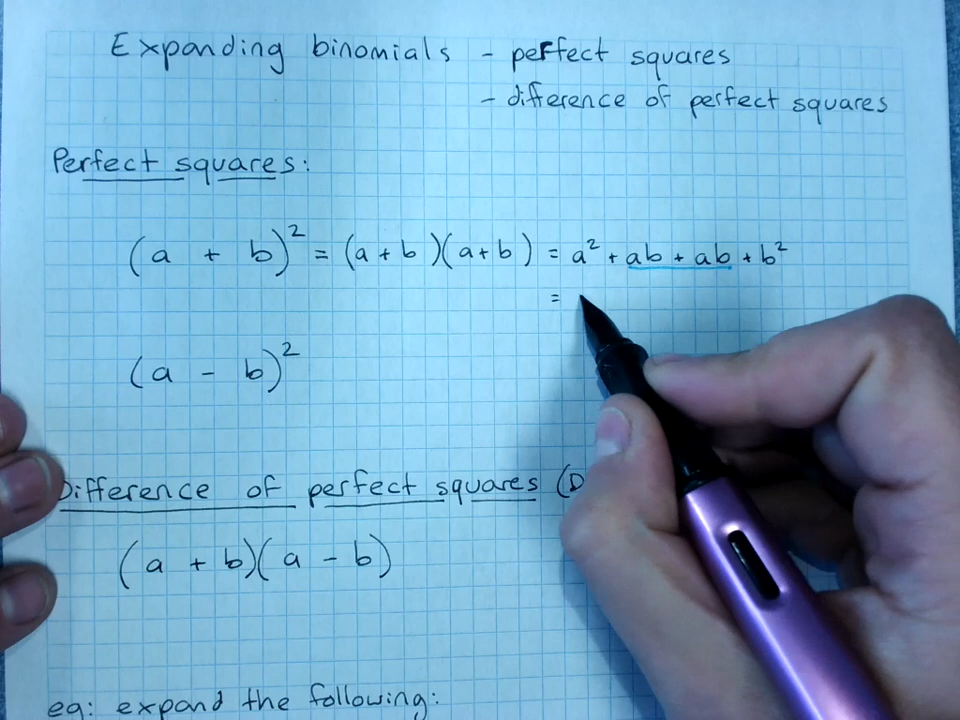 Expanding binomials - perfect squares
- difference of perfect squares
Perfect squares:
(a + b)² = (a + b)(a + b) = a² + ab + ab + b²
=
(a - b)²
Difference of perfect squares (D
(a + b)(a - b)
eg: expand the following: